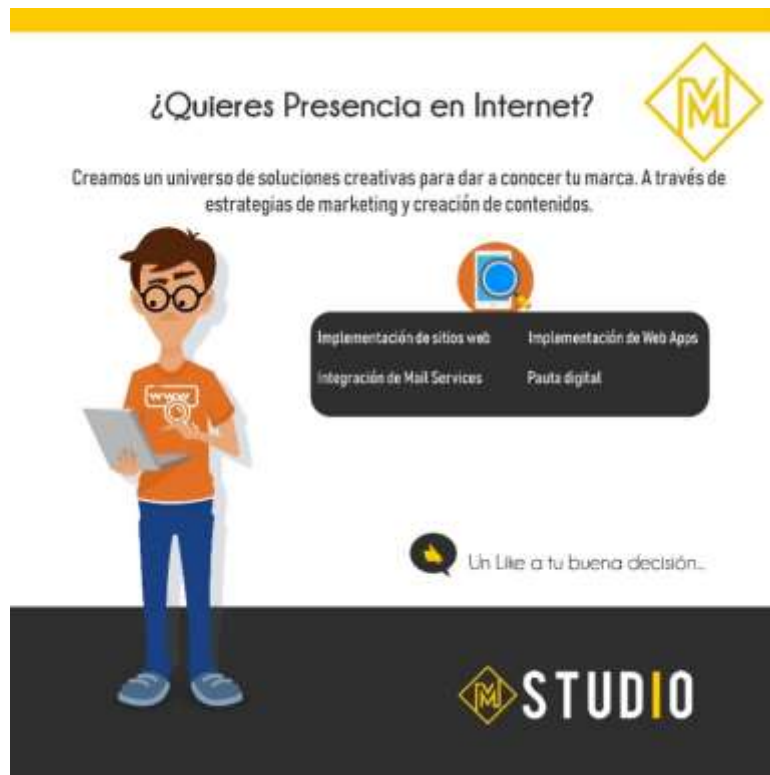 ¿Quieres Presencia en Internet?
Creamos un universo de soluciones creativas para dar a conocer tu marca. A través de
estrategias de marketing y creación de contenidos.
Implementación de sitios web
Implementación de Web Apps
Integración de Mail Services
Pauta digital
www
Un Like a tu buena decisión...
M STUDIO